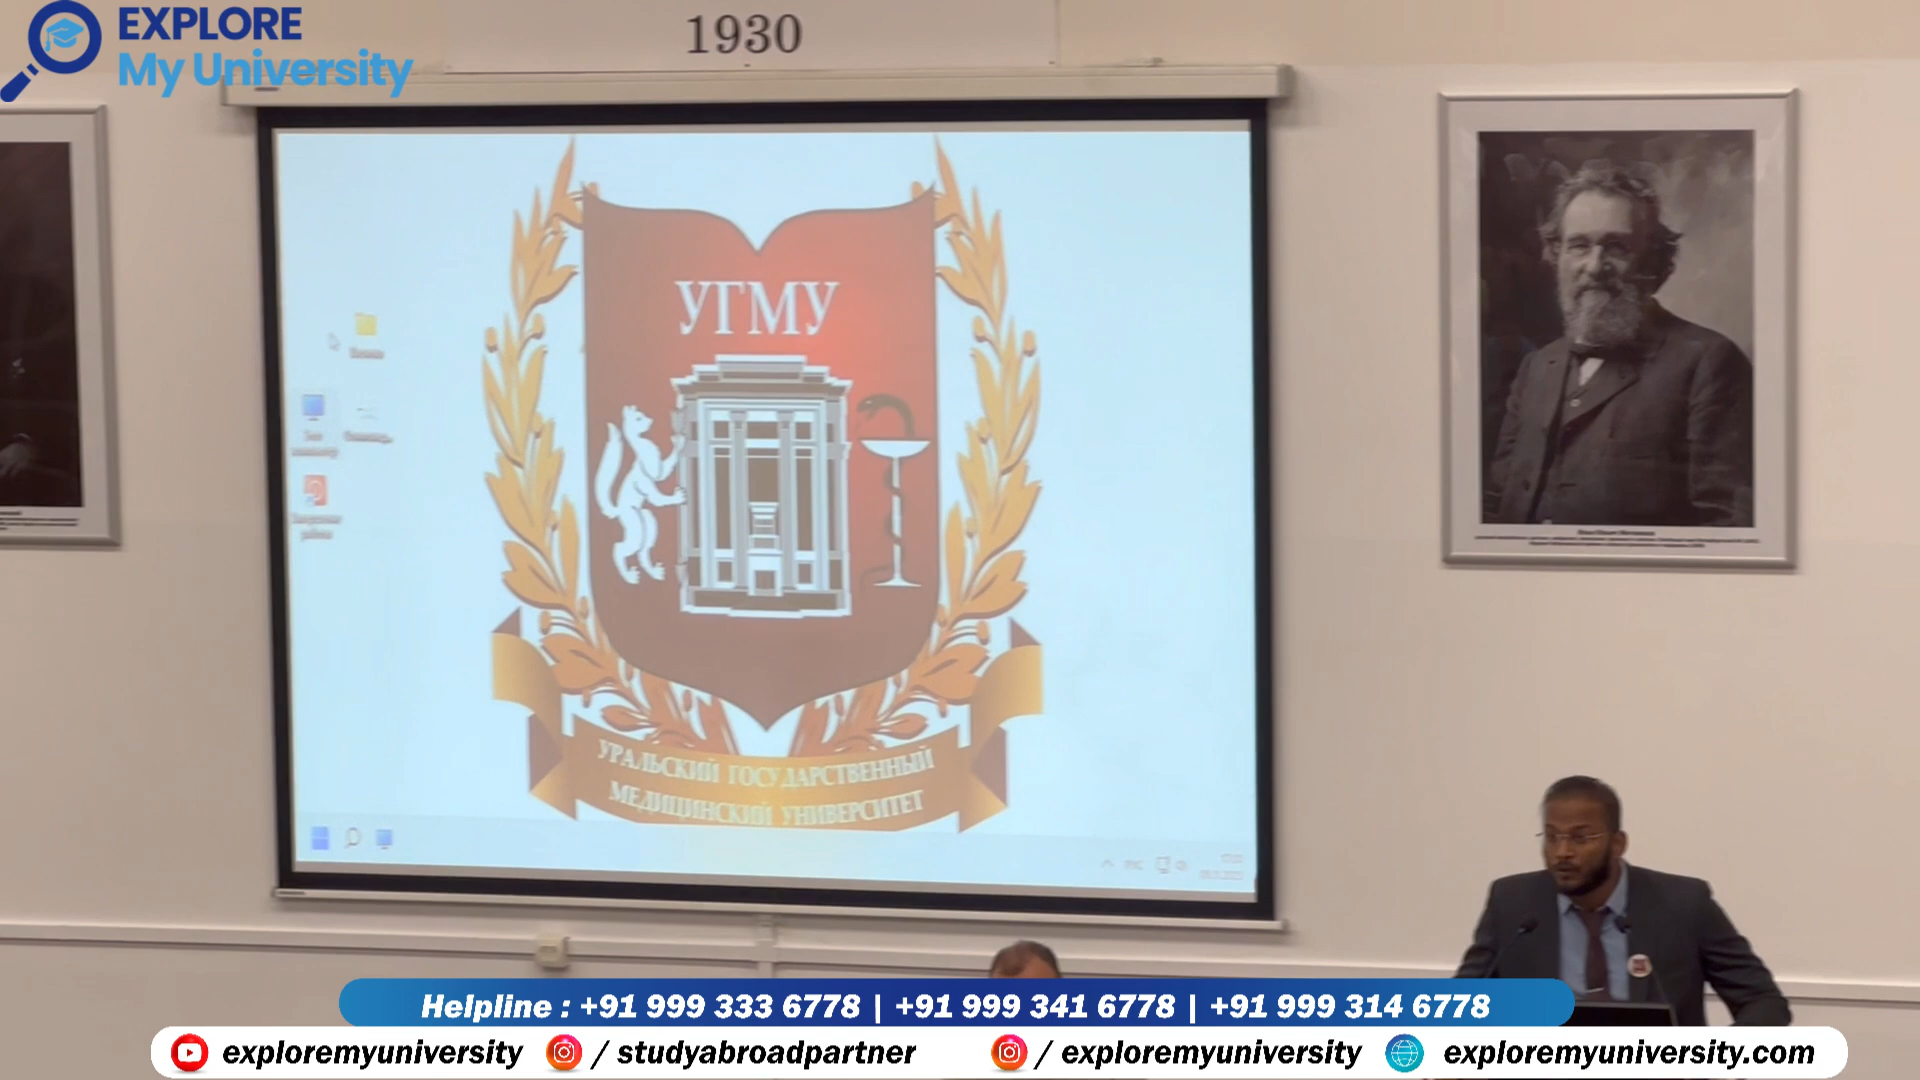 EXPLORE
My University
1930
УГМУ
УРАЛЬСКИЙ ГОСУДАРСТВЕННЫЙ
МЕДИЦИНСКИЙ УНИВЕРСИТЕТ
Helpline : +91 999 333 6778 | +91 999 341 6778 | +91 999 314 6778
exploremyuniversity
/ studyabroadpartner
/ exploremyuniversity
exploremyuniversity.com